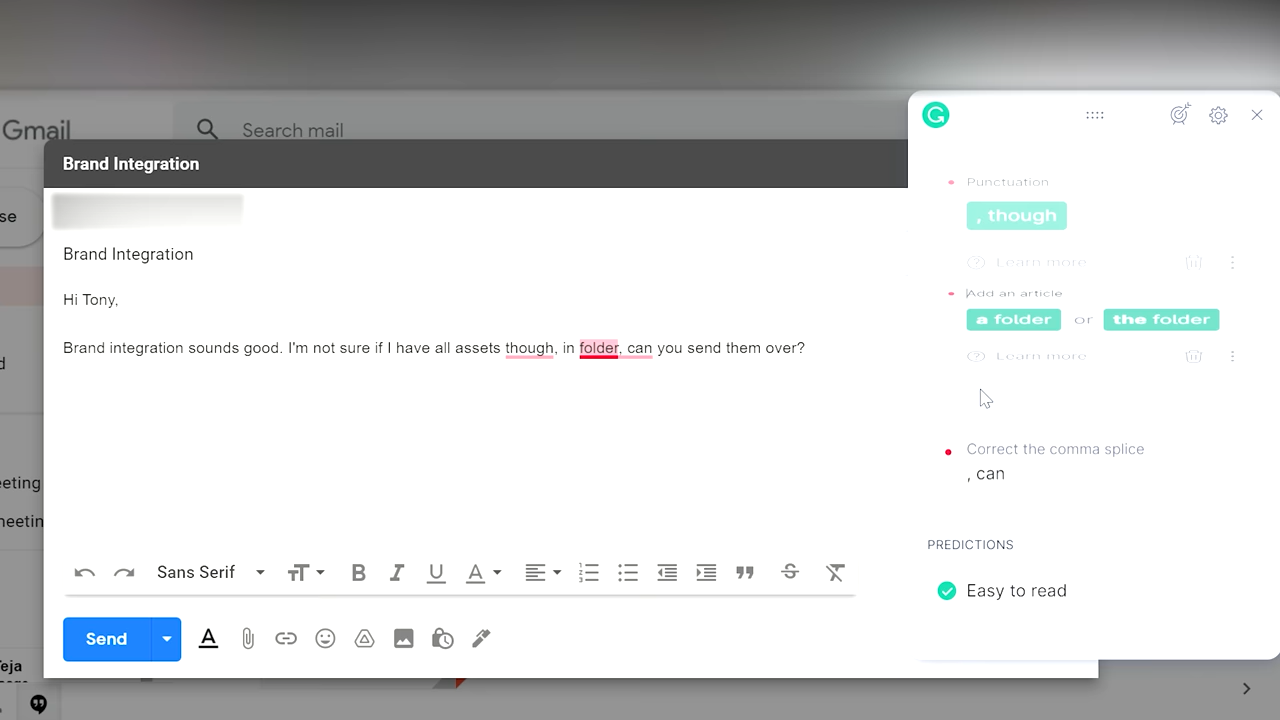 Gmail
Search mail
Brand Integration
Brand Integration
Hi Tony,
Brand integration sounds good. I'm not sure if I have all assets though, in folder, can you send them over?
Sans Serif
Send
se
d
eeting
neetin
Teja
Punctuation
, though
Learn more
Add an article
a folder or the folder
Learn more
Correct the comma splice
, can
PREDICTIONS
Easy to read